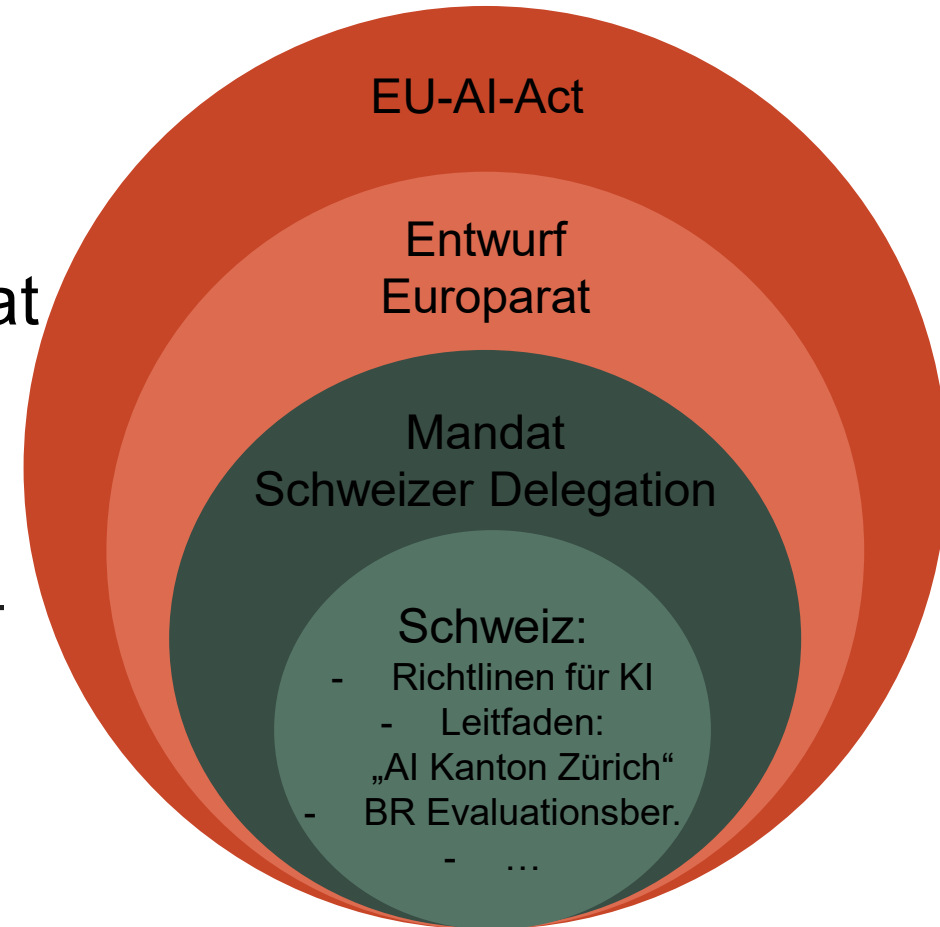 EU-AI-Act
Entwurf
Europarat
at
Mandat
Schweizer Delegation
Schweiz:
- Richtlinen für KI
- Leitfaden:
„AI Kanton Zürich“
- BR Evaluationsber.
- …